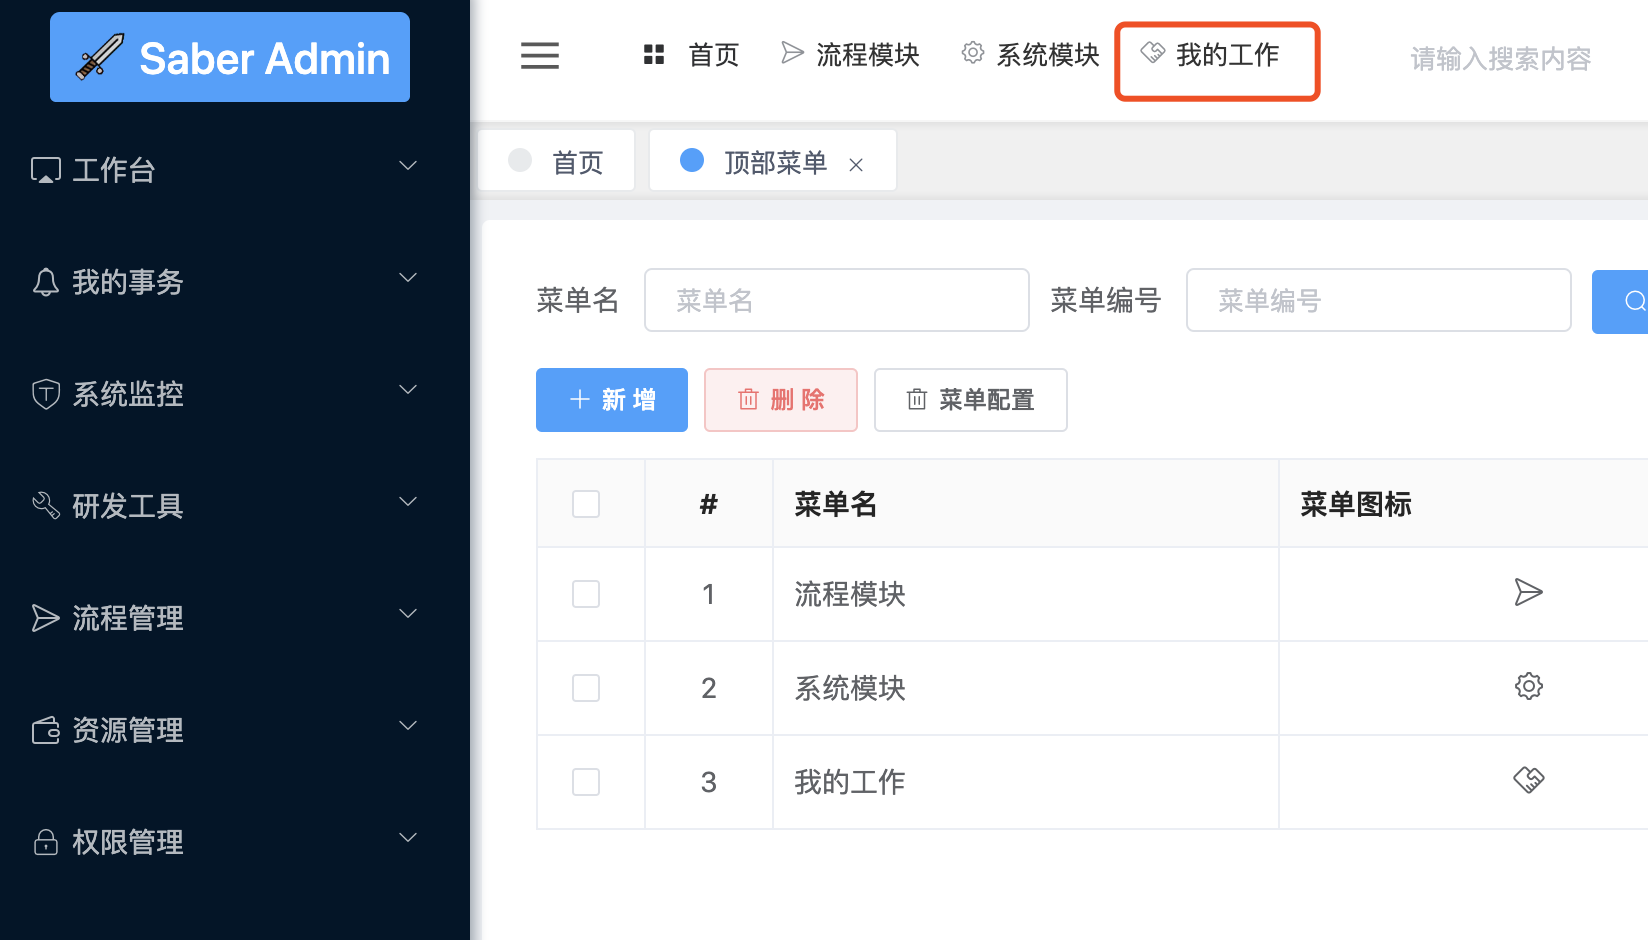 Saber Admin
首页 流程模块 系统模块 我的工作 请输入搜索内容
首页 顶部菜单
工作台
我的事务
系统监控
研发工具
流程管理
资源管理
权限管理
菜单名 菜单名 菜单编号 菜单编号
新 增 删 除 菜单配置
# 菜单名 菜单图标
1 流程模块
2 系统模块
3 我的工作